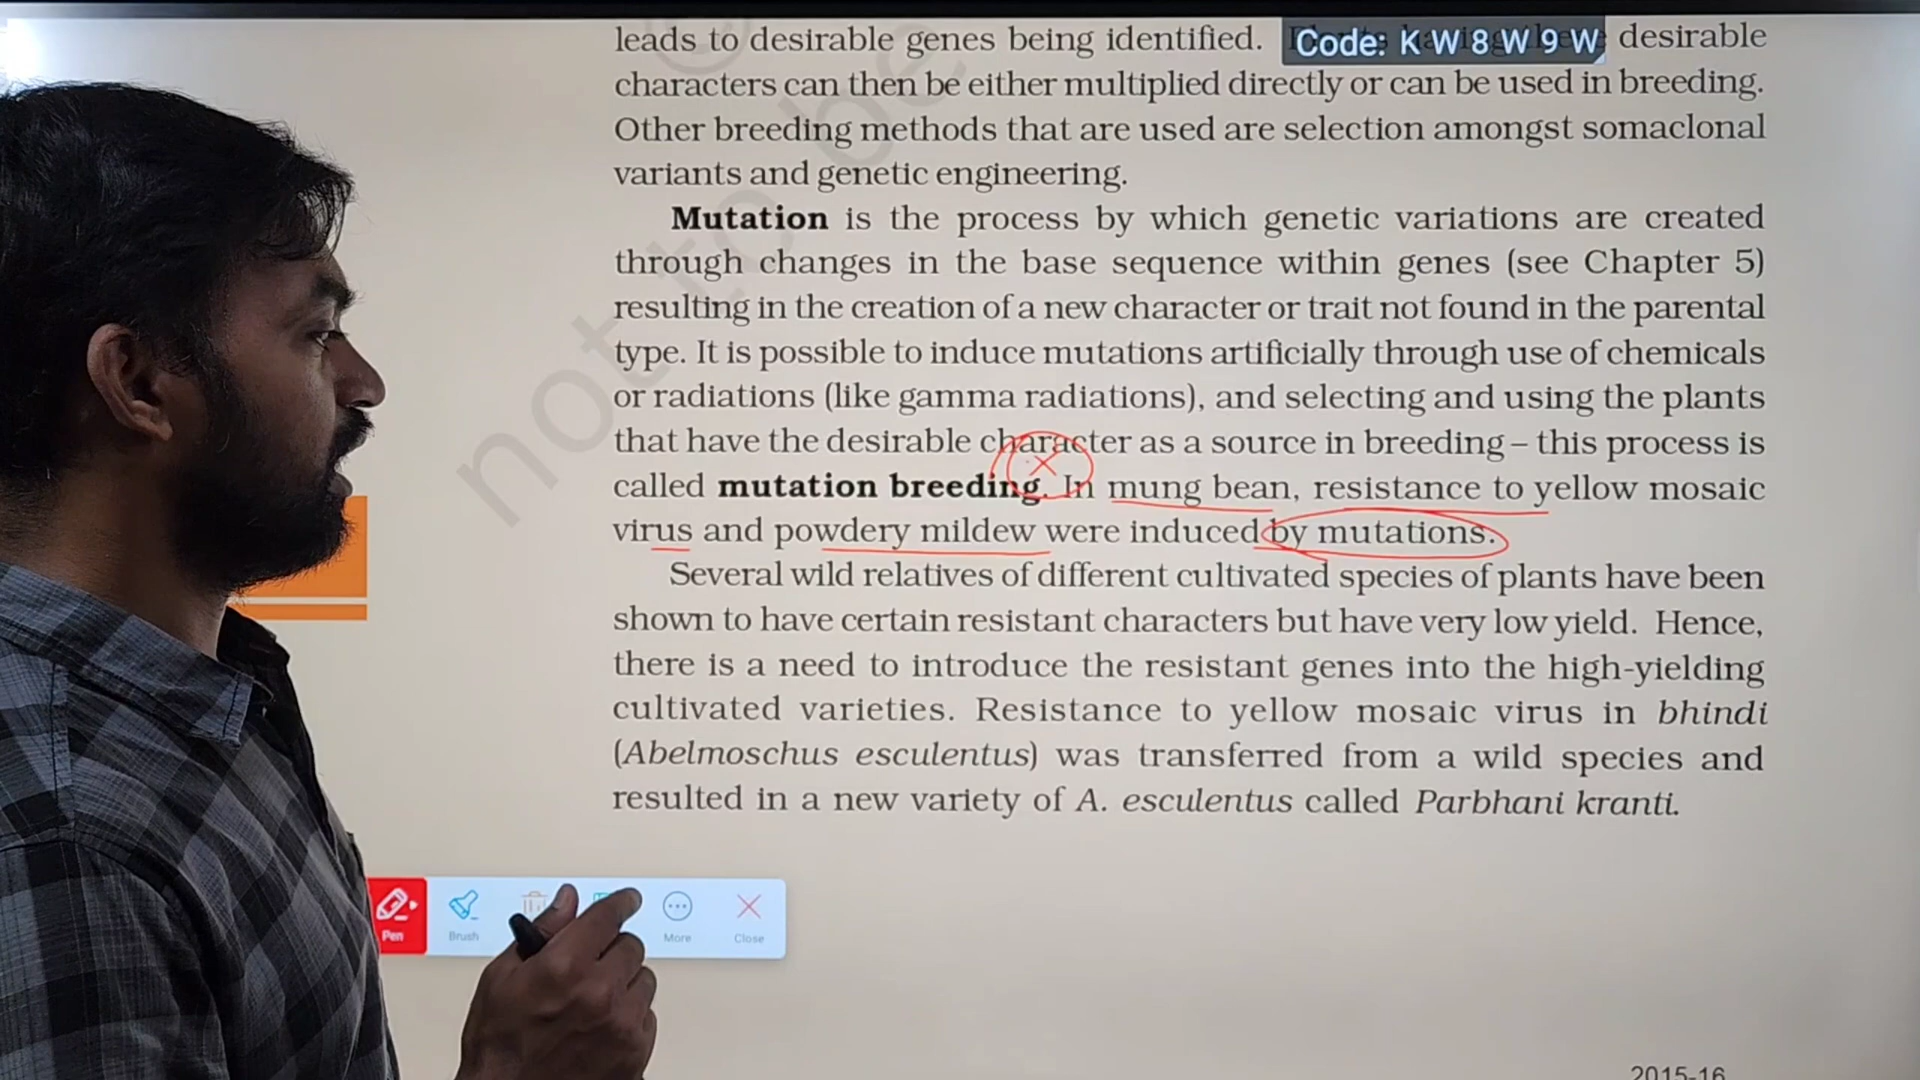 leads to desirable genes being identified. Code: K W 8 W 9 W desirable
characters can then be either multiplied directly or can be used in breeding.
Other breeding methods that are used are selection amongst somaclonal
variants and genetic engineering.
Mutation is the process by which genetic variations are created
through changes in the base sequence within genes (see Chapter 5)
resulting in the creation of a new character or trait not found in the parental
type. It is possible to induce mutations artificially through use of chemicals
or radiations (like gamma radiations), and selecting and using the plants
that have the desirable character as a source in breeding – this process is
called mutation breeding. In mung bean, resistance to yellow mosaic
virus and powdery mildew were induced by mutations.
Several wild relatives of different cultivated species of plants have been
shown to have certain resistant characters but have very low yield. Hence,
there is a need to introduce the resistant genes into the high-yielding
cultivated varieties. Resistance to yellow mosaic virus in bhindi
(Abelmoschus esculentus) was transferred from a wild species and
resulted in a new variety of A. esculentus called Parbhani kranti.
not to be
Pen Brush More Close
2015-16